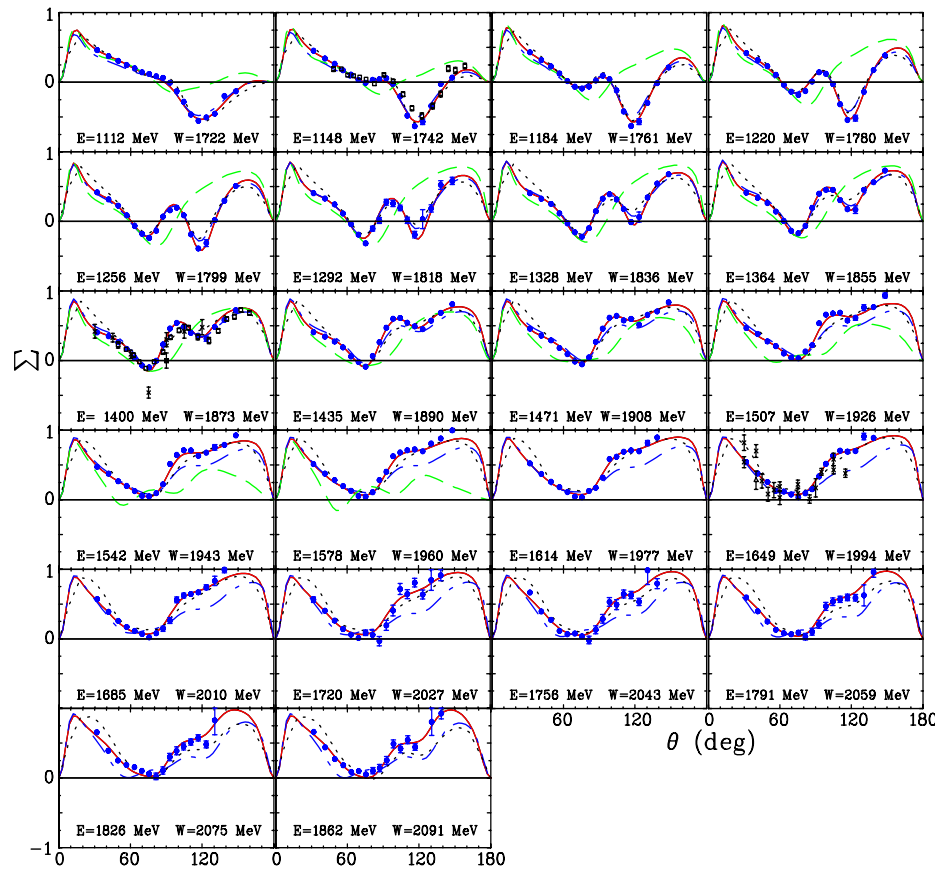 1
0
E=1112 MeV W=1722 MeV
E=1148 MeV W=1742 MeV
E=1184 MeV W=1761 MeV
E=1220 MeV W=1780 MeV
1
0
E=1256 MeV W=1799 MeV
E=1292 MeV W=1818 MeV
E=1328 MeV W=1836 MeV
E=1364 MeV W=1855 MeV
1
Σ
0
E= 1400 MeV W=1873 MeV
E=1435 MeV W=1890 MeV
E=1471 MeV W=1908 MeV
E=1507 MeV W=1926 MeV
1
0
E=1542 MeV W=1943 MeV
E=1578 MeV W=1960 MeV
E=1614 MeV W=1977 MeV
E=1649 MeV W=1994 MeV
1
0
E=1685 MeV W=2010 MeV
E=1720 MeV W=2027 MeV
E=1756 MeV W=2043 MeV
E=1791 MeV W=2059 MeV
1
60 120 0 60 120 180
θ (deg)
0
E=1826 MeV W=2075 MeV
E=1862 MeV W=2091 MeV
-1
0 60 120 0 60 120 180